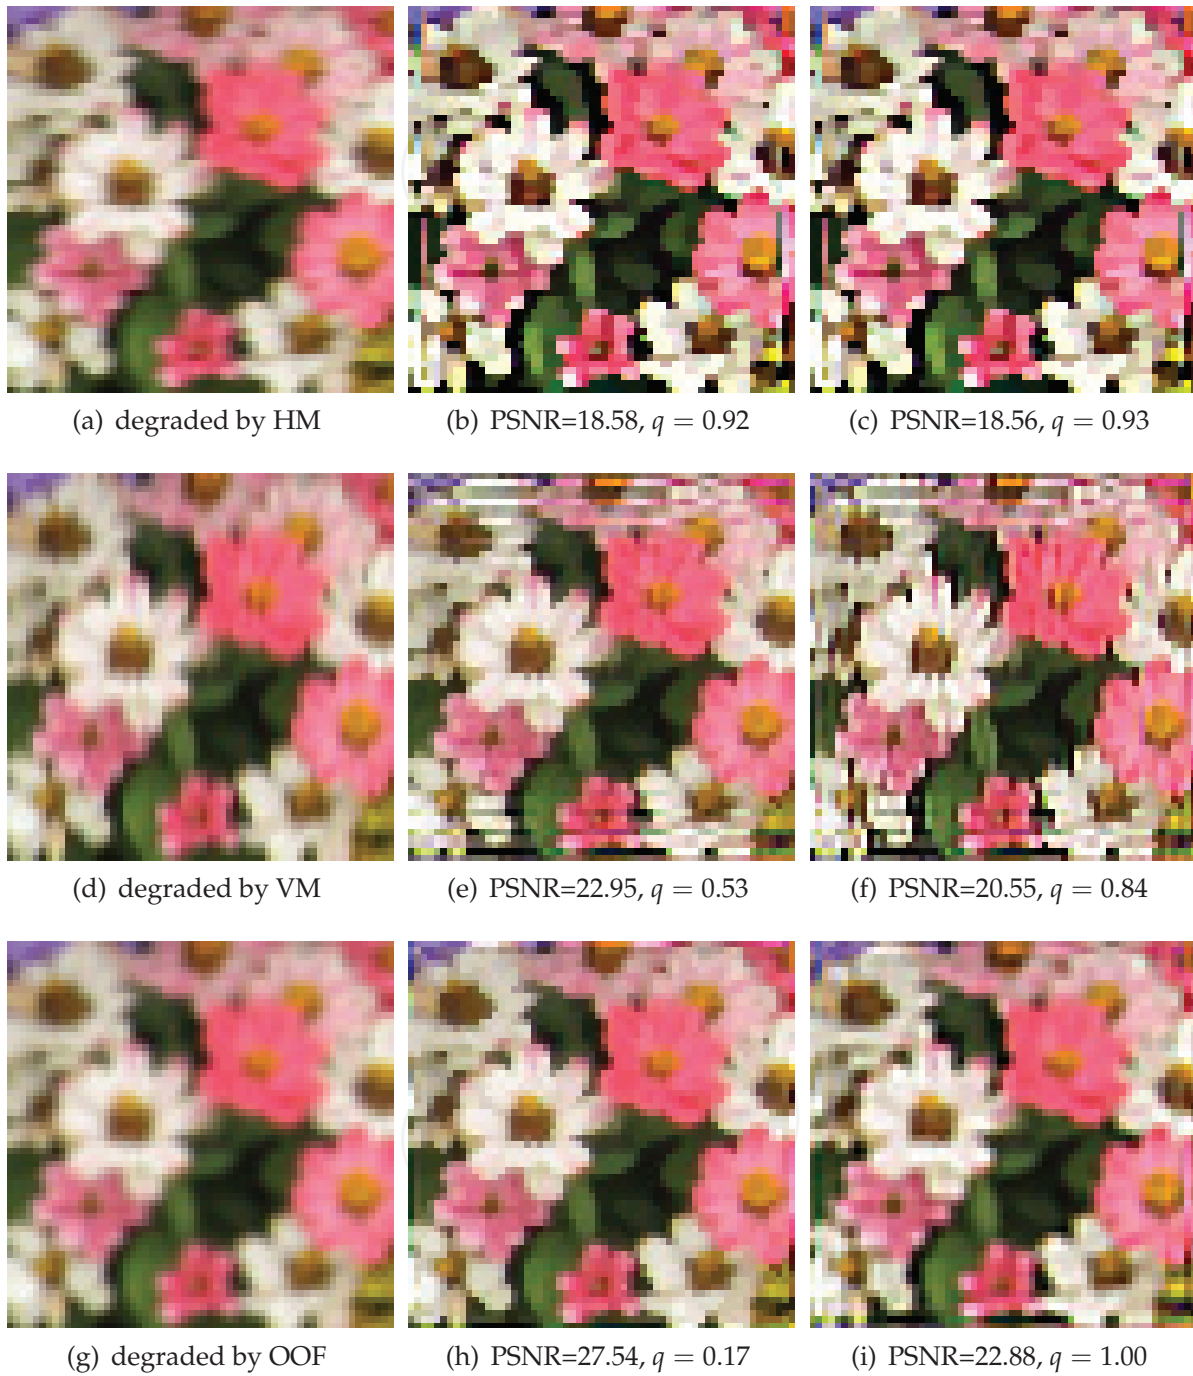 (a) degraded by HM
(b) PSNR=18.58, q = 0.92
(c) PSNR=18.56, q = 0.93
(d) degraded by VM
(e) PSNR=22.95, q = 0.53
(f) PSNR=20.55, q = 0.84
(g) degraded by OOF
(h) PSNR=27.54, q = 0.17
(i) PSNR=22.88, q = 1.00